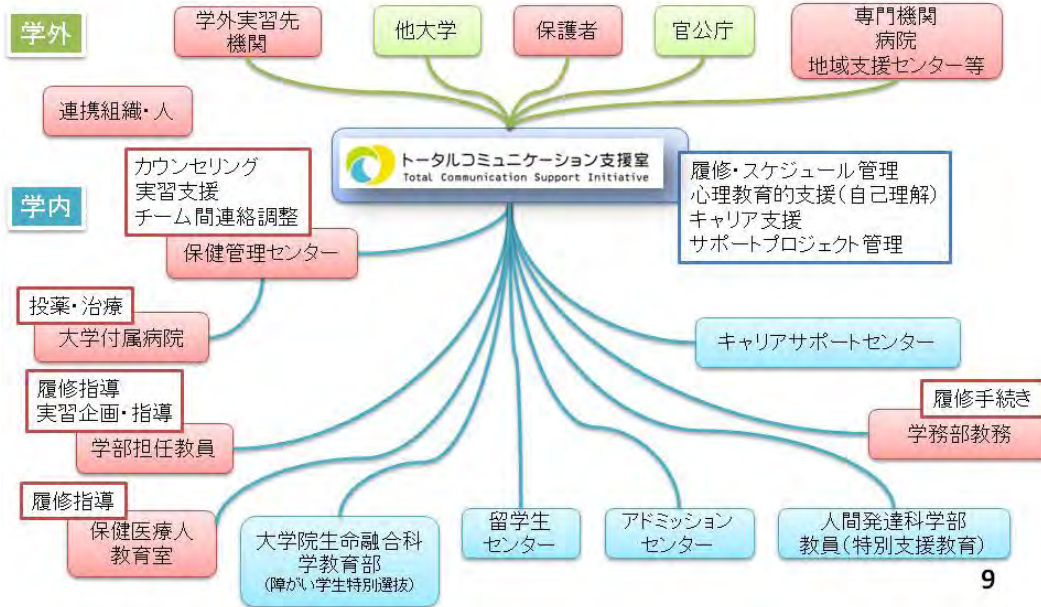 学外
学外実習先
機関
他大学
保護者
官公庁
専門機関
病院
地域支援センター等
連携組織・人
トータルコミュニケーション支援室
Total Communication Support Initiative
履修・スケジュール管理
心理教育的支援(自己理解)
キャリア支援
サポートプロジェクト管理
学内
カウンセリング
実習支援
チーム間連絡調整
保健管理センター
投薬・治療
大学付属病院
キャリアサポートセンター
履修指導
実習企画・指導
学部担任教員
履修手続き
学務部教務
履修指導
保健医療人
教育室
大学院生命融合科
学教育部
(障がい学生特別選抜)
留学生
センター
アドミッション
センター
人間発達科学部
教員(特別支援教育)
9